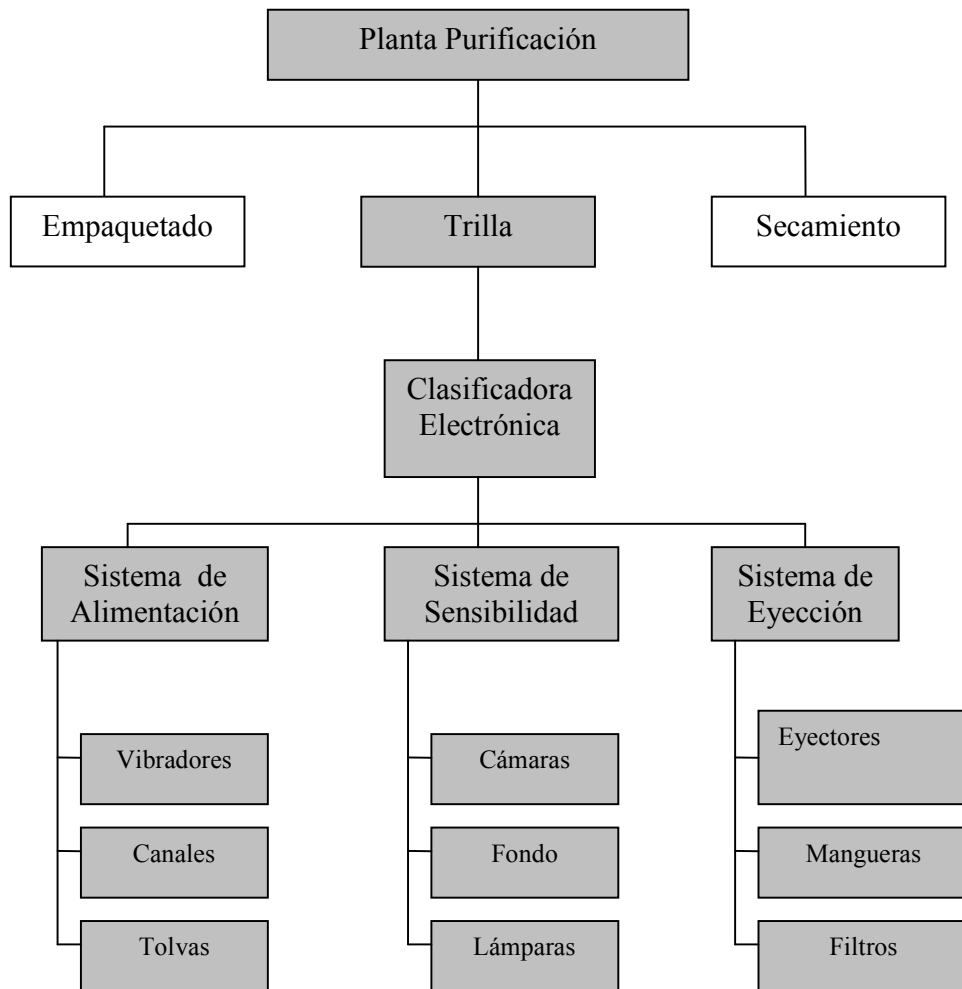 Planta Purificación
Empaquetado
Trilla
Secamiento
Clasificadora
Electrónica
Sistema de
Alimentación
Sistema de
Sensibilidad
Sistema de
Eyección
Vibradores
Canales
Tolvas
Cámaras
Fondo
Lámparas
Eyectores
Mangueras
Filtros